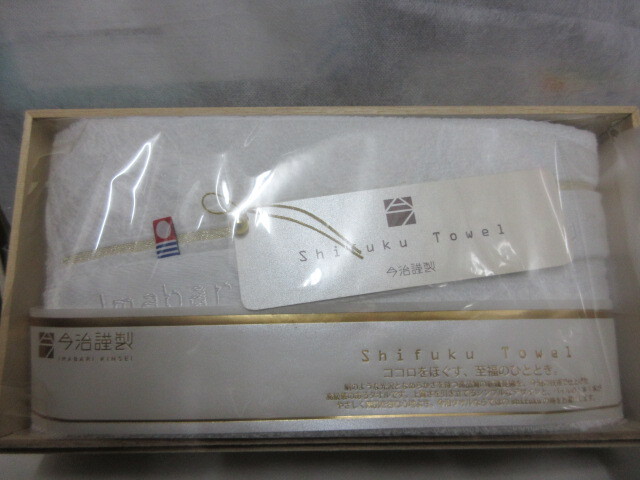 Shifuku Towel
今治謹製
Imabari
今治謹製
IMABARI KINSEI
Shifuku Towel
ココロをほぐす、至福のひととき。